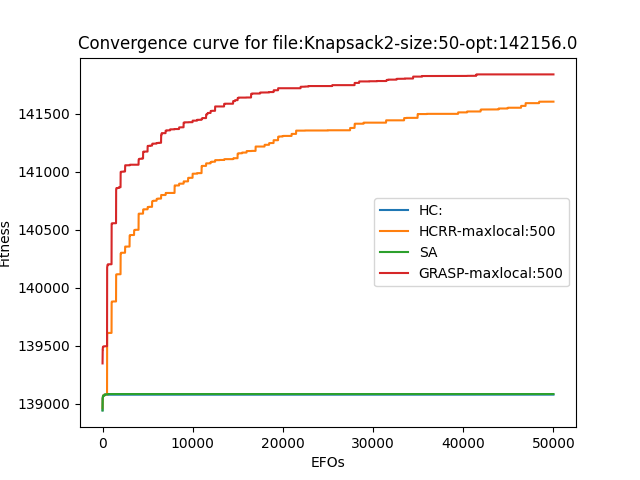 Convergence curve for file:Knapsack2-size:50-opt:142156.0
Fitness
141500
141000
140500
140000
139500
139000
HC:
HCRR-maxlocal:500
SA
GRASP-maxlocal:500
0
10000
20000
30000
40000
50000
EFOs